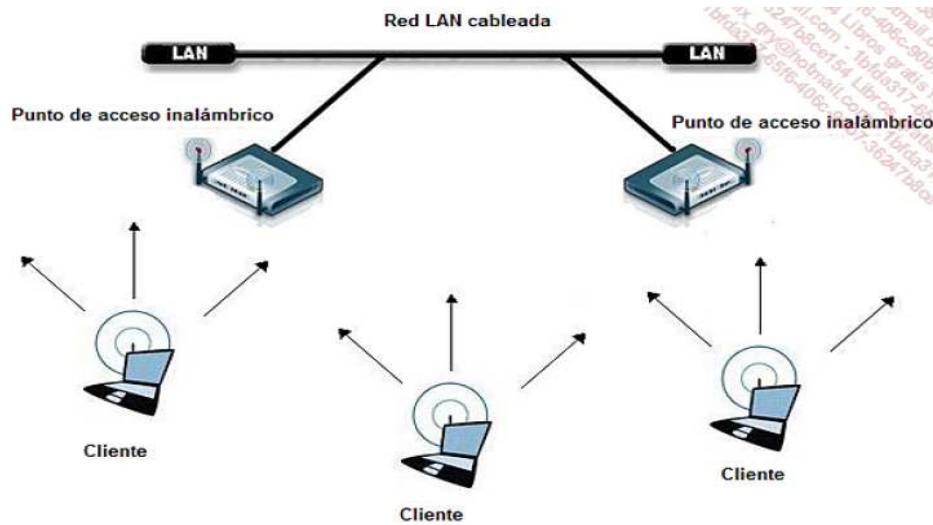 Red LAN cableada
LAN
LAN
Punto de acceso inalámbrico
Punto de acceso inalámbrico
Cliente
Cliente
Cliente